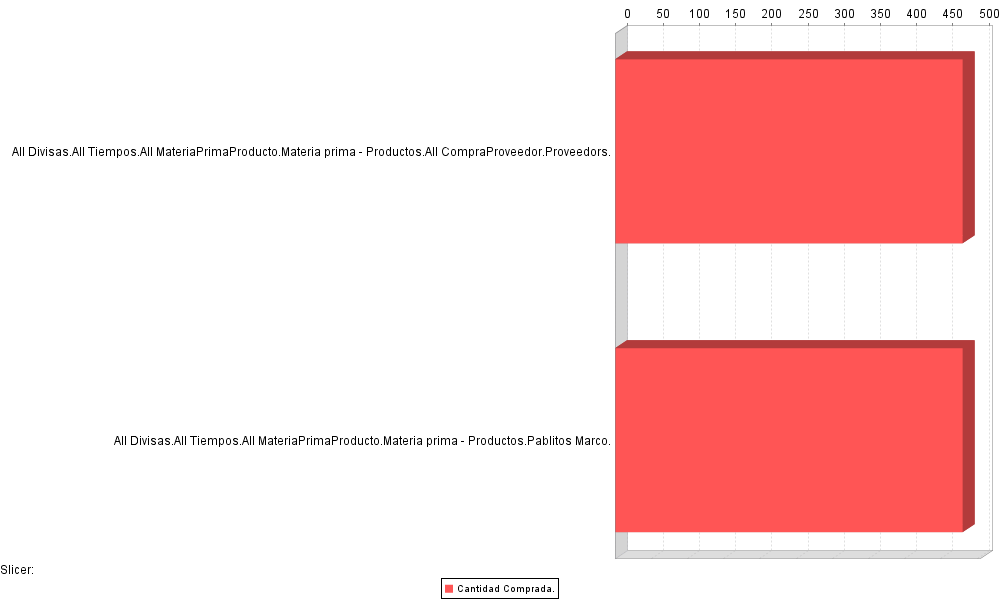 0 50 100 150 200 250 300 350 400 450 500
All Divisas.All Tiempos.All MateriaPrimaProducto.Materia prima - Productos.All CompraProveedor.Proveedors.
All Divisas.All Tiempos.All MateriaPrimaProducto.Materia prima - Productos.Pablitos Marco.
Slicer:
Cantidad Comprada.